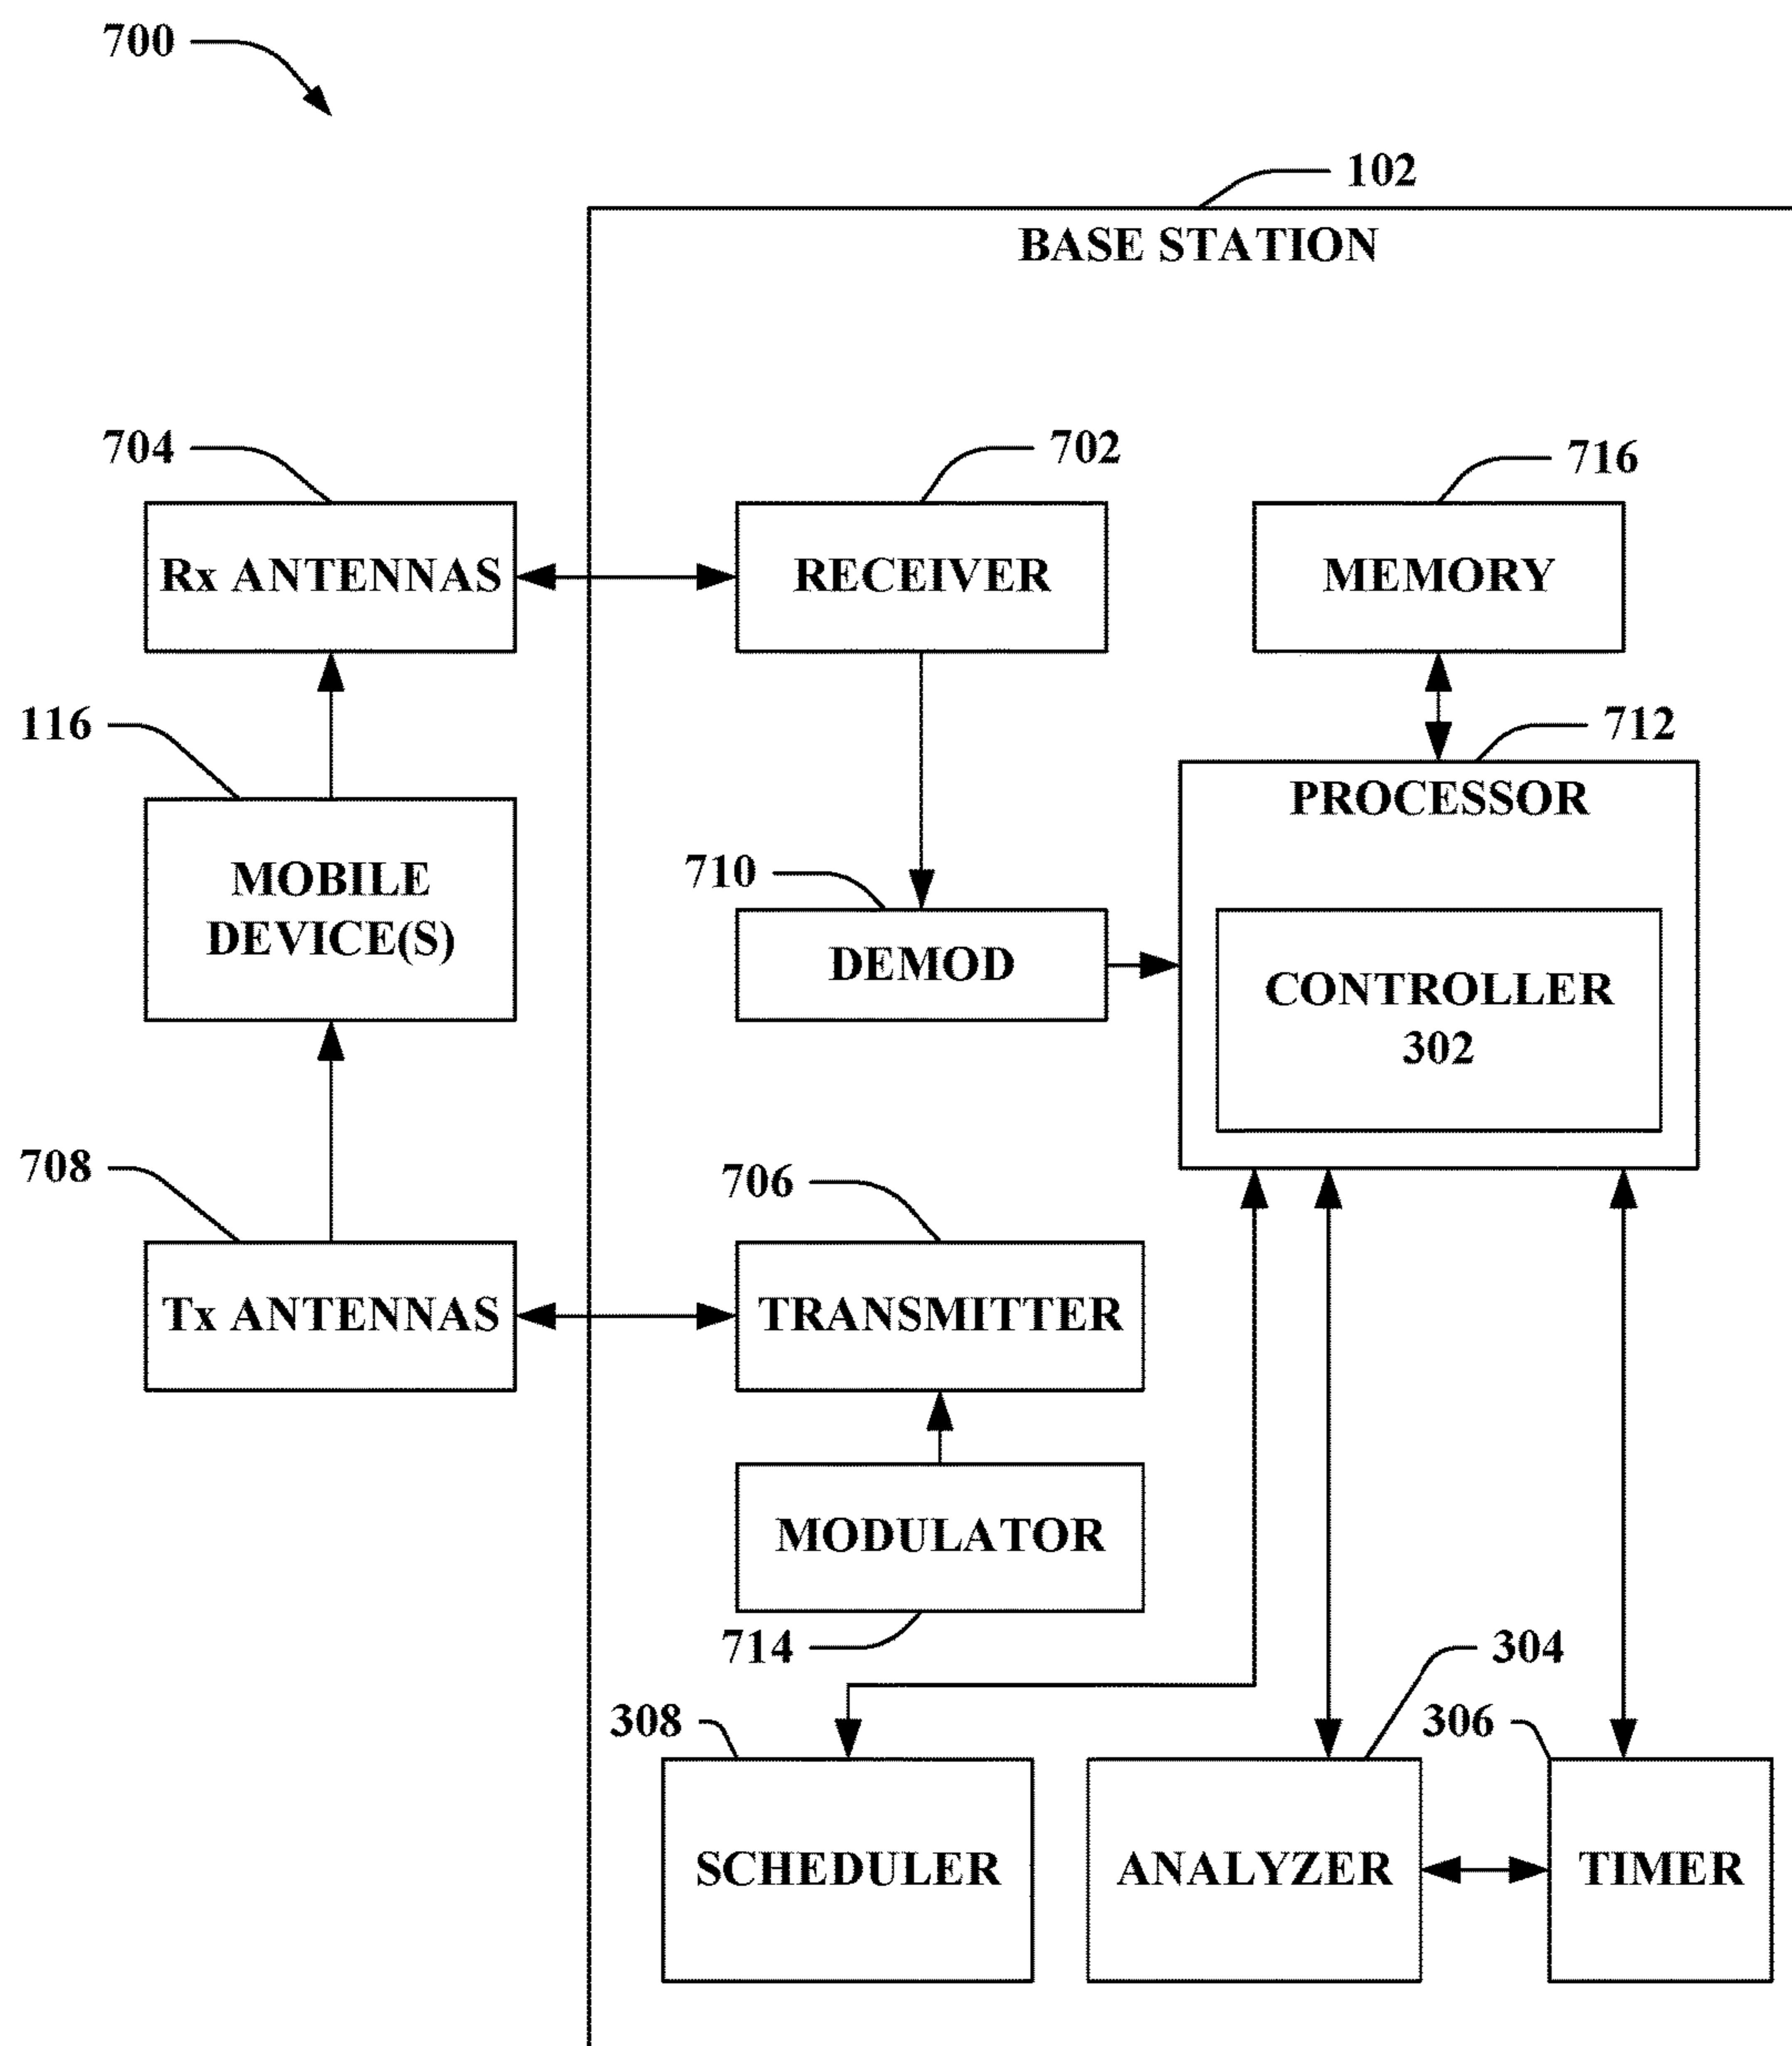 700
102
BASE STATION
704
702
716
Rx ANTENNAS
RECEIVER
MEMORY
116
712
PROCESSOR
MOBILE
DEVICE(S)
710
DEMOD
CONTROLLER
302
708
706
Tx ANTENNAS
TRANSMITTER
MODULATOR
714
304
308
306
SCHEDULER
ANALYZER
TIMER